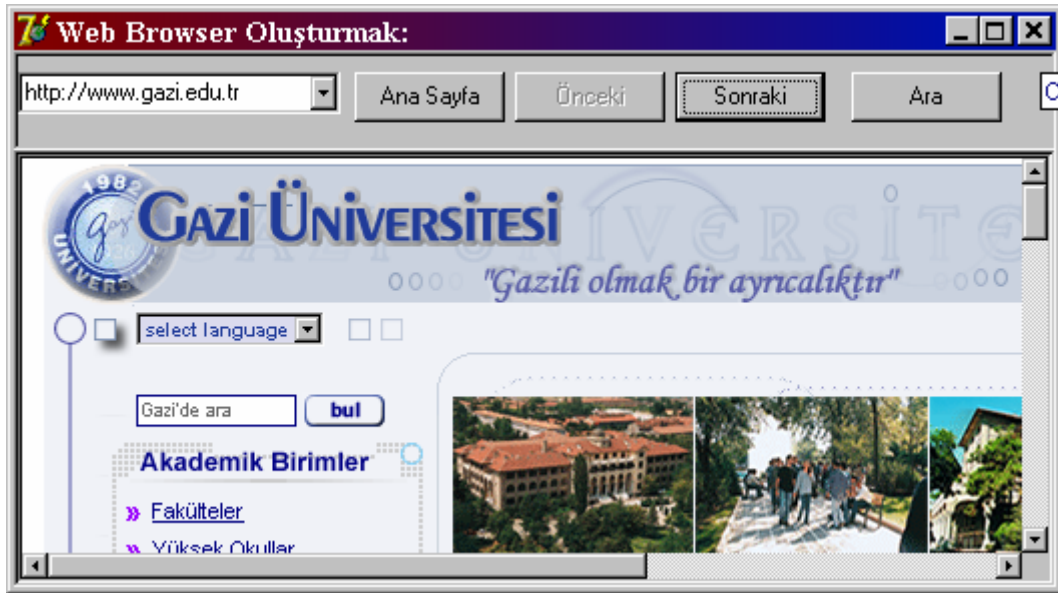 Web Browser Oluşturmak:
http://www.gazi.edu.tr Ana Sayfa Önceki Sonraki Ara
1982
GAZİ ÜNİVERSİTESİ
"Gazili olmak bir ayrıcalıktır"
select language
Gazi'de ara bul
Akademik Birimler
» Fakülteler
» Yüksek Okullar